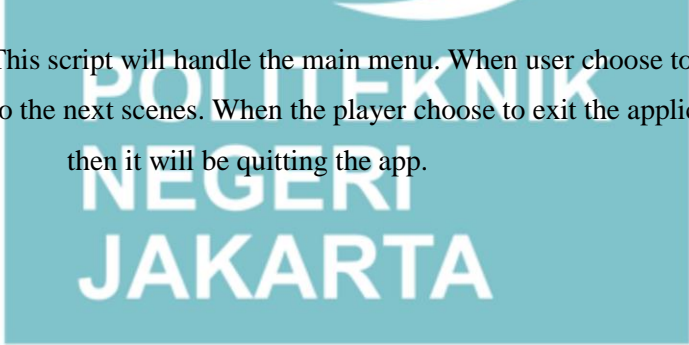 This script will handle the main menu. When user choose to
o the next scenes. When the player choose to exit the applic
then it will be quitting the app.
POLITEKNIK
NEGERI
JAKARTA